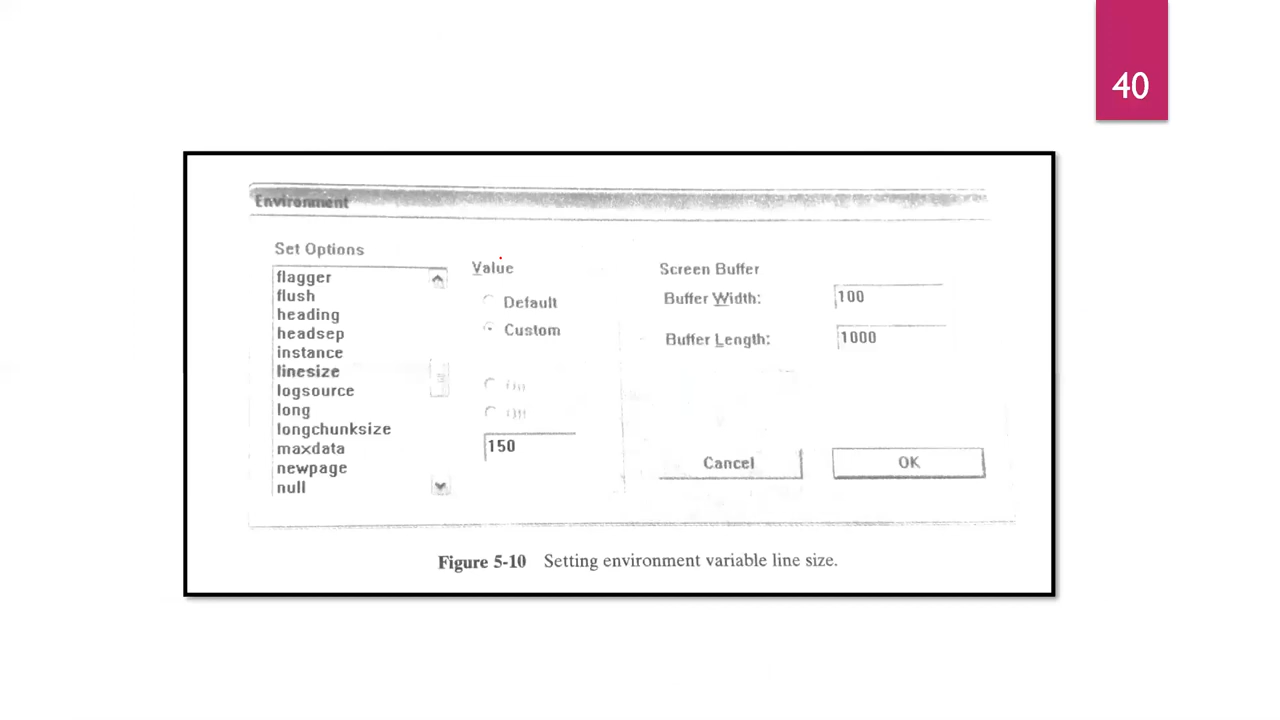 40
Environment
Set Options
flagger
flush
heading
headsep
instance
linesize
logsource
long
longchunksize
maxdata
newpage
null
Value
Default
Custom
On
Off
150
Screen Buffer
Buffer Width: 100
Buffer Length: 1000
Cancel OK
Figure 5-10 Setting environment variable line size.